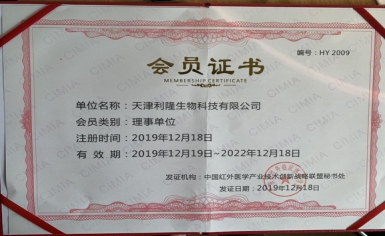 编号：HY 2009
会员证书
MEMBERSHIP CERTIFICATE
单位名称：天津利隆生物科技有限公司
会员类别：理事单位
注册时间：2019年12月18日
有 效 期：2019年12月19日~2022年12月18日
发证机构：中国红外医学产业技术创新战略联盟秘书处
发证日期：2019年12月18日